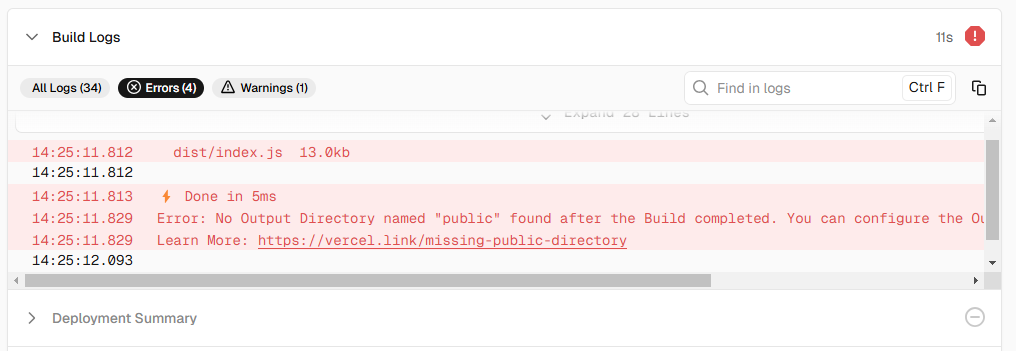 Build Logs
11s
All Logs (34)
Errors (4)
Warnings (1)
Find in logs
Ctrl F
Expand 28 Lines
14:25:11.812 dist/index.js 13.0kb
14:25:11.812
14:25:11.813 ⚡ Done in 5ms
14:25:11.829 Error: No Output Directory named "public" found after the Build completed. You can configure the Ou
14:25:11.829 Learn More: https://vercel.link/missing-public-directory
14:25:12.093
Deployment Summary